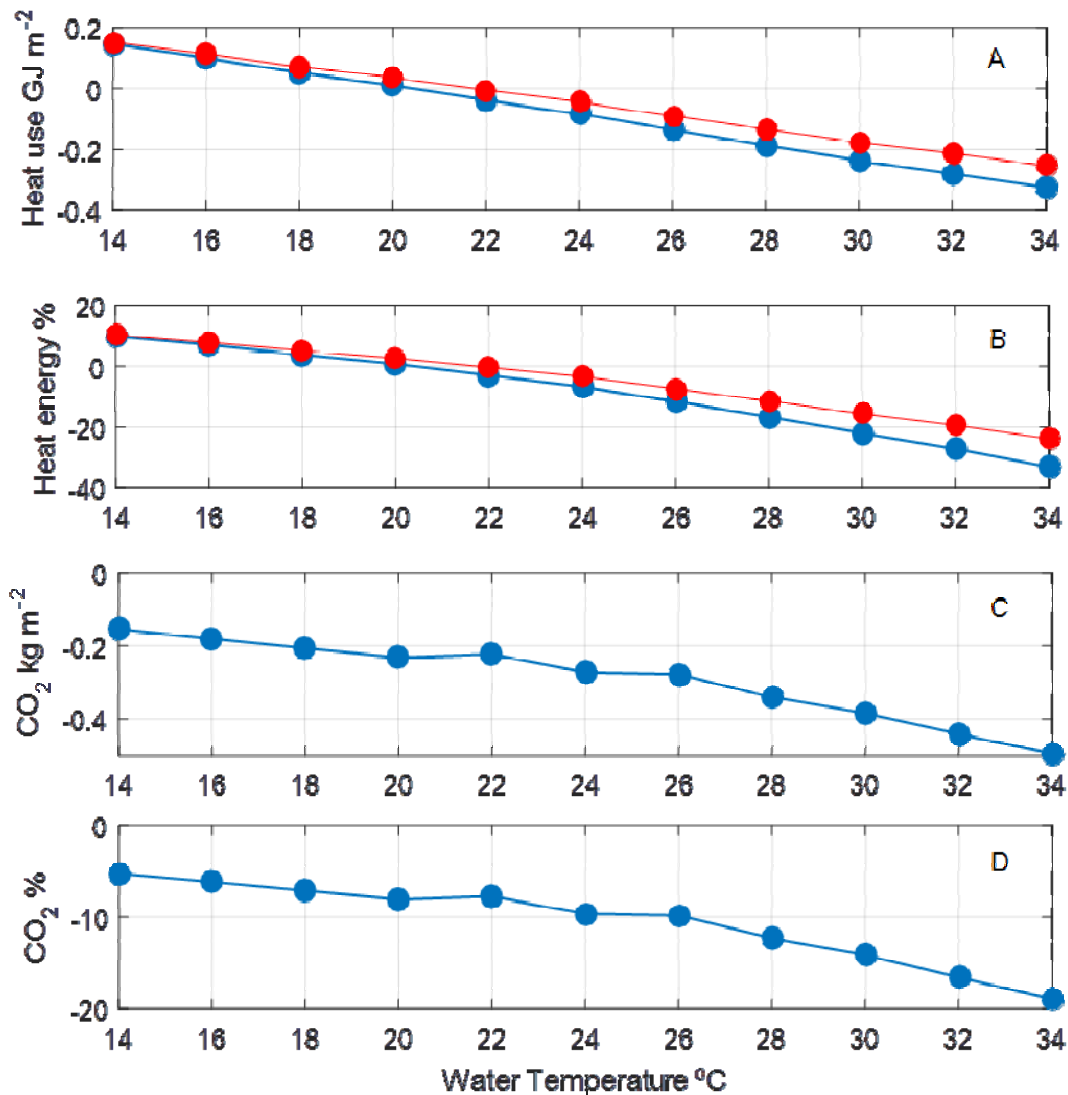 Heat use GJ m⁻²
0.2
0
-0.2
-0.4
A
14 16 18 20 22 24 26 28 30 32 34
Heat energy %
20
0
-20
-40
B
14 16 18 20 22 24 26 28 30 32 34
CO₂ kg m⁻²
0
-0.2
-0.4
C
14 16 18 20 22 24 26 28 30 32 34
CO₂ %
0
-10
-20
D
14 16 18 20 22 24 26 28 30 32 34
Water Temperature ⁰C